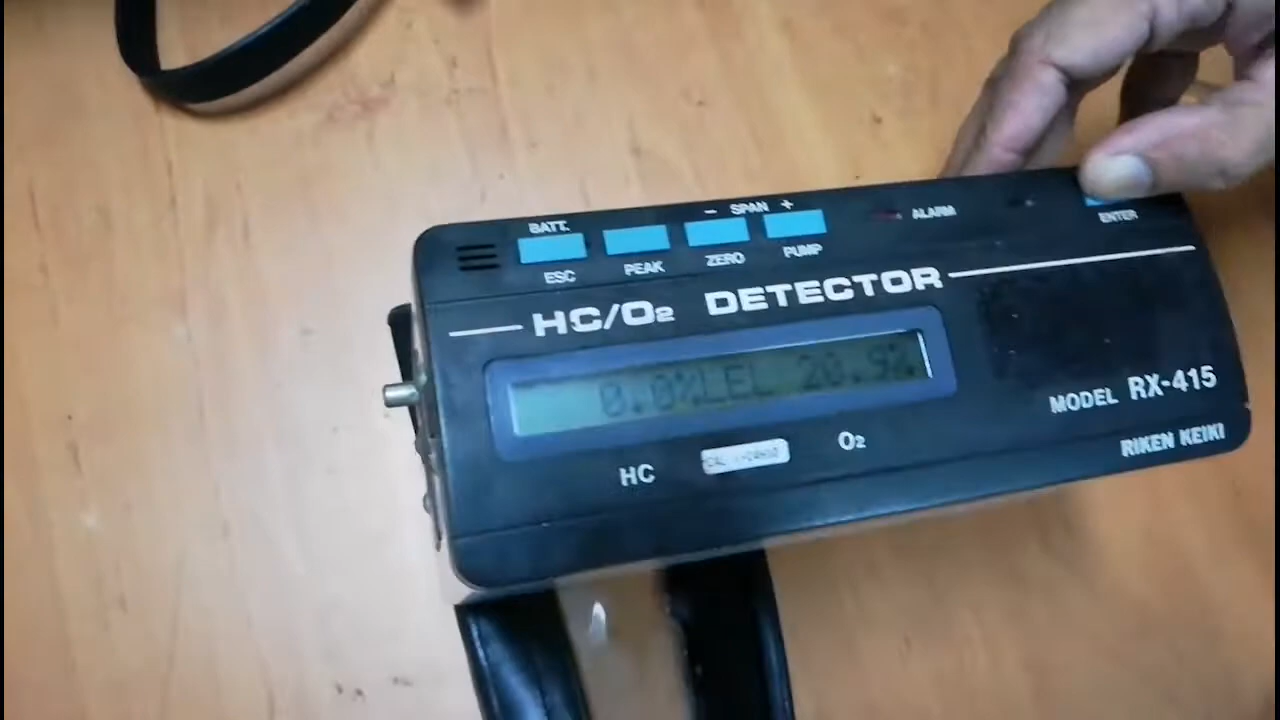 − SPAN +
BATT.
ALARM
ESC PEAK ZERO PUMP
ENTER
HC/O₂ DETECTOR
0.0%LEL 20.9%
MODEL RX-415
HC
O₂
RIKEN KEIKI